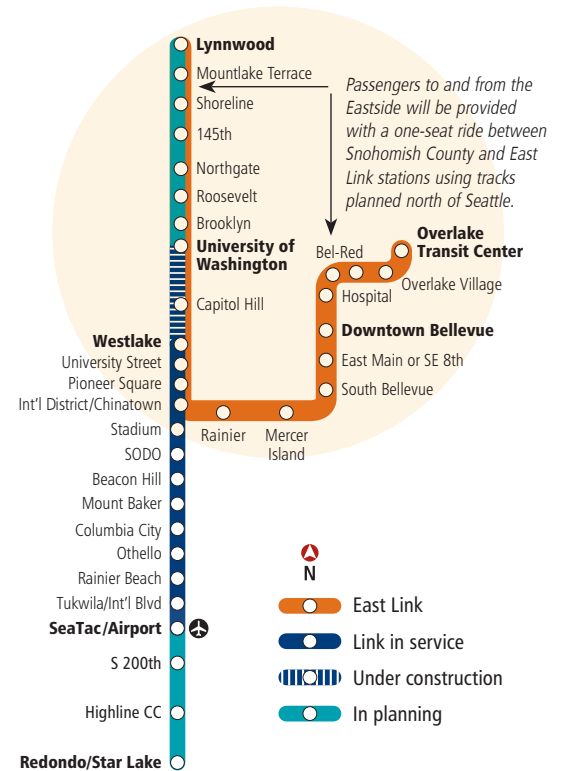 Lynnwood
Mountlake Terrace
Shoreline
145th
Northgate
Roosevelt
Brooklyn
University of
Washington
Capitol Hill
Westlake
University Street
Pioneer Square
Int'l District/Chinatown
Stadium
SODO
Beacon Hill
Mount Baker
Columbia City
Othello
Rainier Beach
Tukwila/Int'l Blvd
SeaTac/Airport
S 200th
Highline CC
Redondo/Star Lake
Passengers to and from the
Eastside will be provided
with a one-seat ride between
Snohomish County and East
Link stations using tracks
planned north of Seattle.
Overlake
Transit Center
Bel-Red
Overlake Village
Hospital
Downtown Bellevue
East Main or SE 8th
South Bellevue
Rainier
Mercer
Island
N
East Link
Link in service
Under construction
In planning